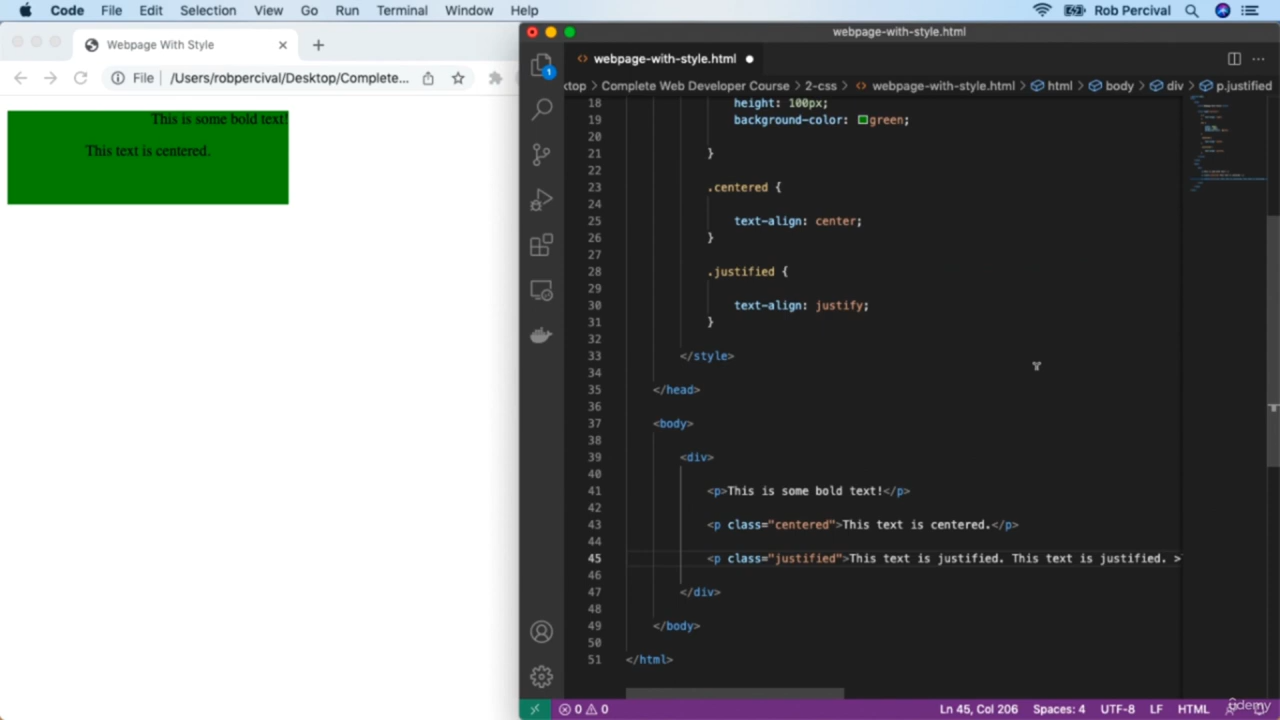 Code File Edit Selection View Go Run Terminal Window Help Rob Percival
webpage-with-style.html
Webpage With Style
webpage-with-style.html
File /Users/robpercival/Desktop/Complete...
ktop > Complete Web Developer Course > 2-css > webpage-with-style.html > html > body > div > p.justified
This is some bold text!
This text is centered.
1
18 height: 100px;
19 background-color: green;
20
21 }
22
23 .centered {
24
25 text-align: center;
26 }
27
28 .justified {
29
30 text-align: justify;
31 }
32
33 </style>
34
35 </head>
36
37 <body>
38
39 <div>
40
41 <p>This is some bold text!</p>
42
43 <p class="centered">This text is centered.</p>
44
45 <p class="justified">This text is justified. This text is justified. >
46
47 </div>
48
49 </body>
50
51 </html>
0 0 Ln 45, Col 206 Spaces: 4 UTF-8 LF HTML
Udemy